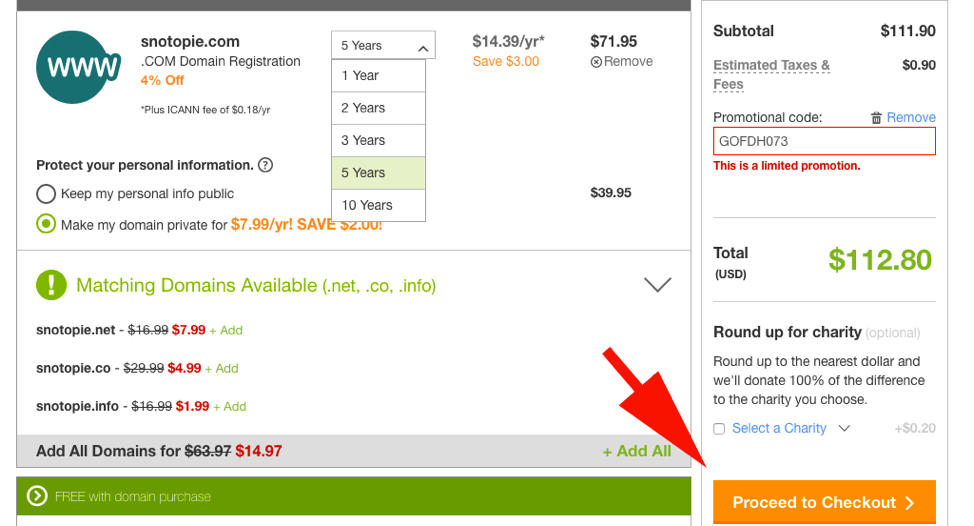 www
snotopie.com
.COM Domain Registration
4% Off
*Plus ICANN fee of $0.18/yr
5 Years
1 Year
2 Years
3 Years
5 Years
10 Years
$14.39/yr*
Save $3.00
$71.95
Remove
Protect your personal information. ?
Keep my personal info public
Make my domain private for $7.99/yr! SAVE $2.00!
$39.95
! Matching Domains Available (.net, .co, .info)
snotopie.net - $16.99 $7.99 + Add
snotopie.co - $29.99 $4.99 + Add
snotopie.info - $16.99 $1.99 + Add
Add All Domains for $63.97 $14.97 + Add All
FREE with domain purchase
Subtotal $111.90
Estimated Taxes & $0.90
Fees
Promotional code: Remove
GOFDH073
This is a limited promotion.
Total $112.80
(USD)
Round up for charity (optional)
Round up to the nearest dollar and
we'll donate 100% of the difference
to the charity you choose.
Select a Charity +$0.20
Proceed to Checkout